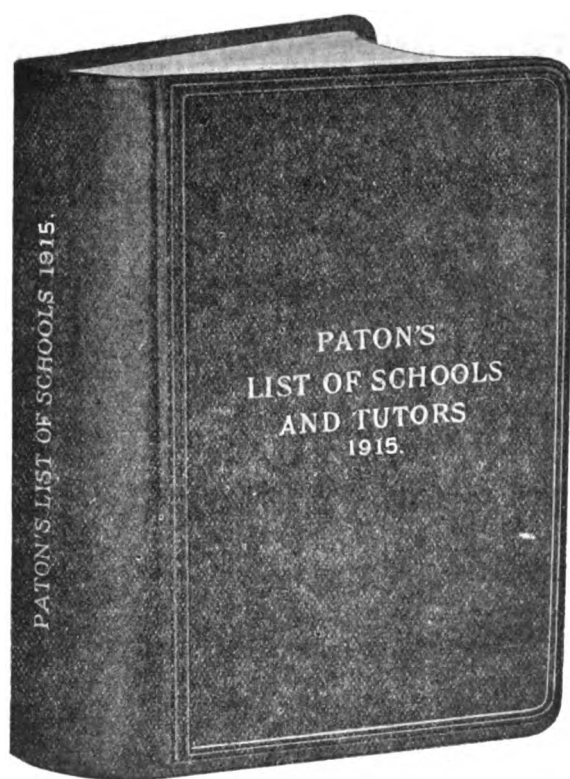 PATON'S LIST OF SCHOOLS 1915.
PATON'S
LIST OF SCHOOLS
AND TUTORS
1915.